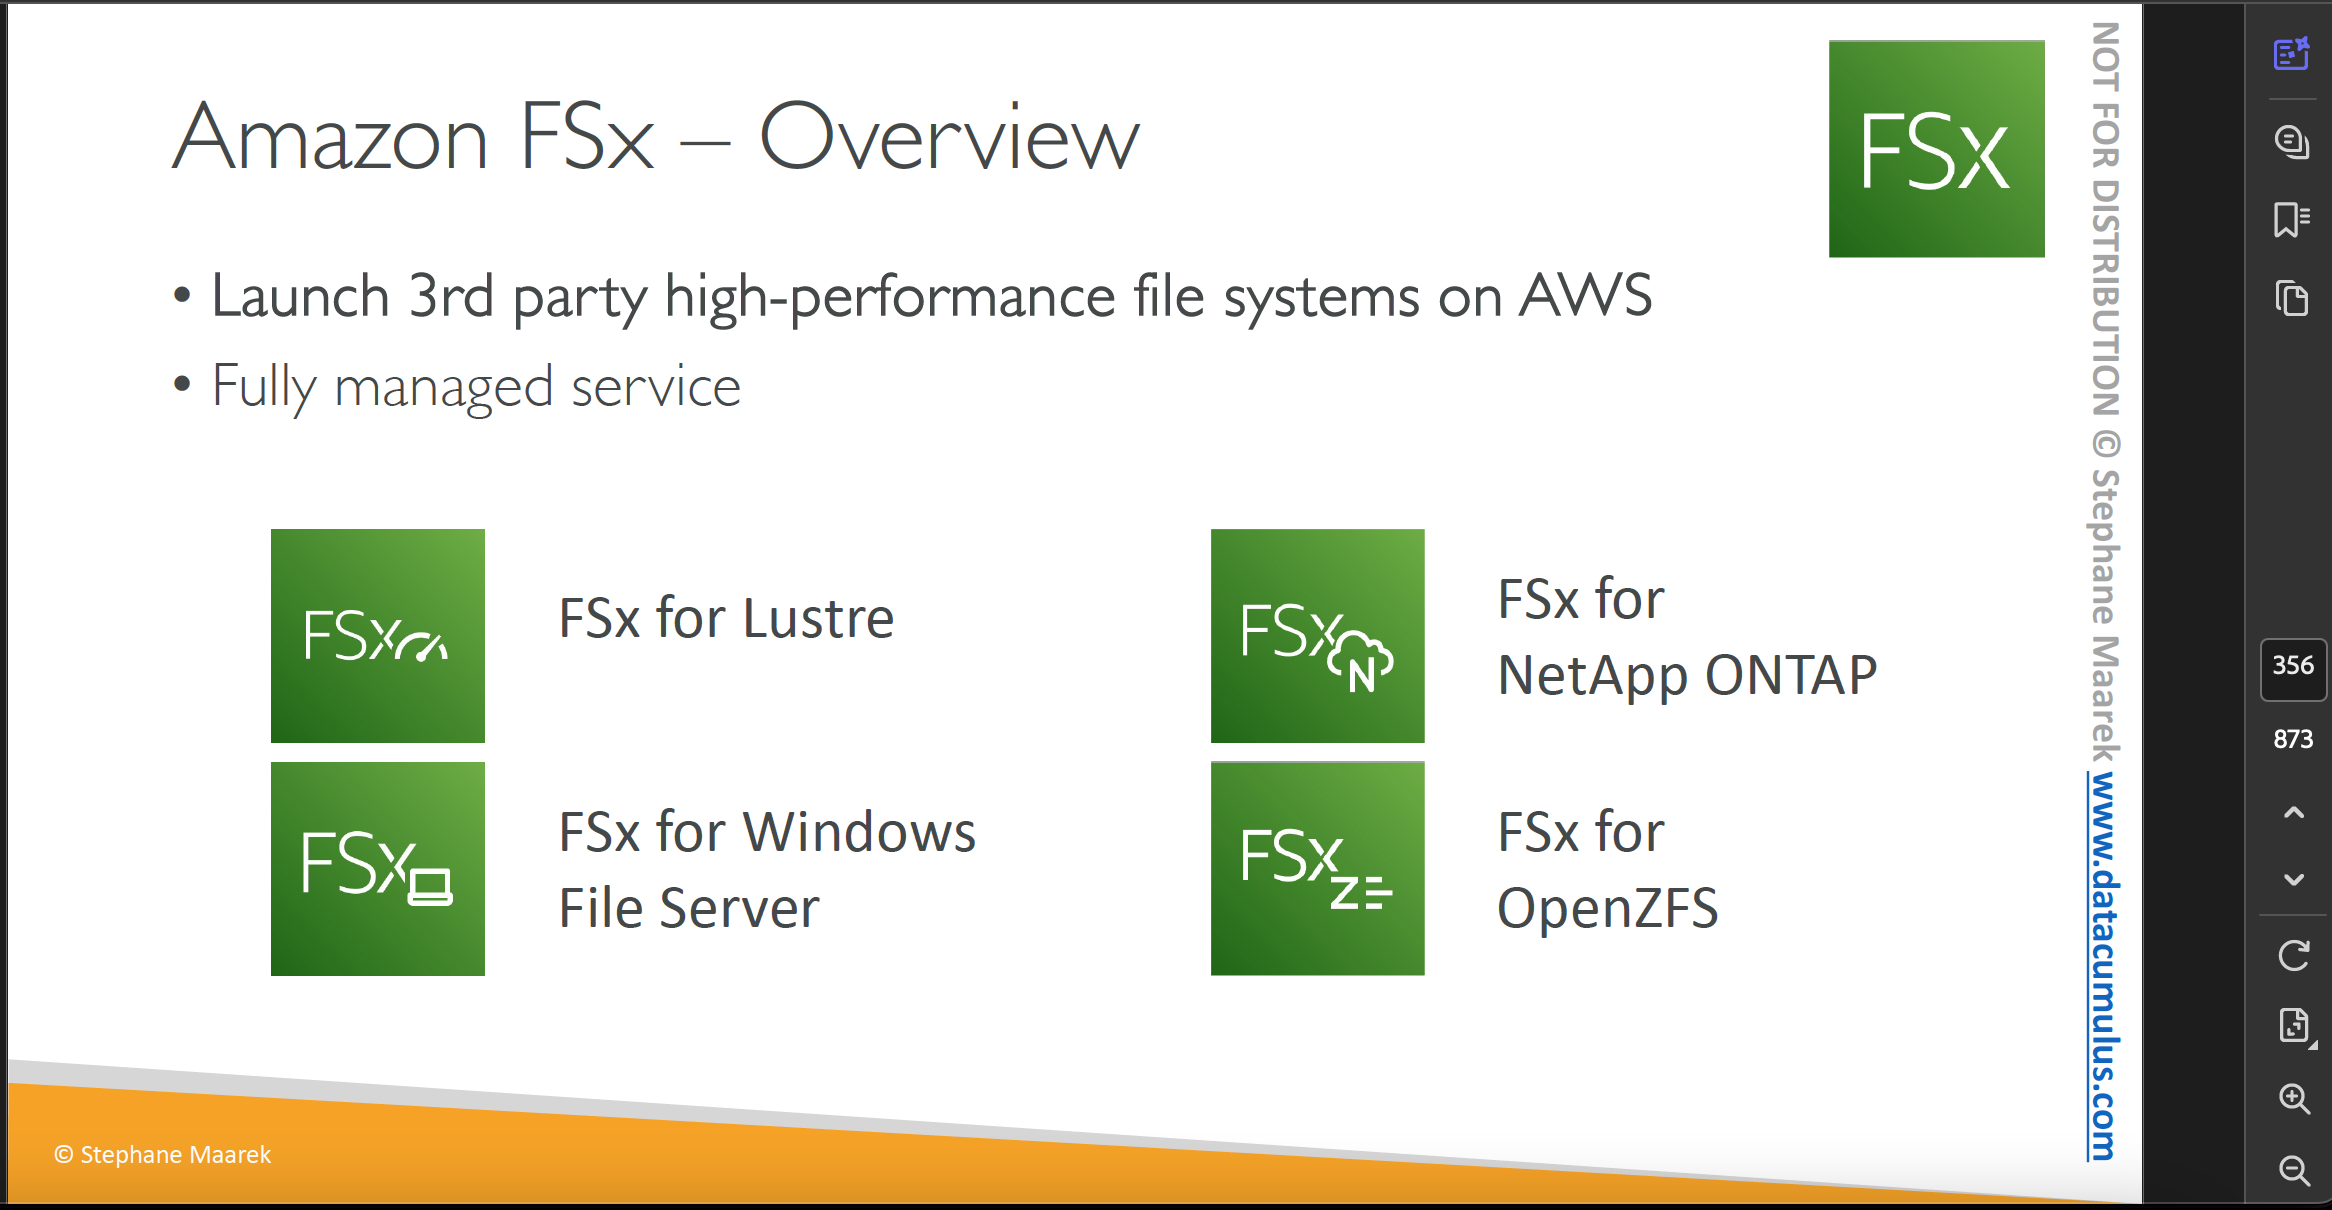 Amazon FSx – Overview
FSx
• Launch 3rd party high-performance file systems on AWS
• Fully managed service
FSx
FSx for Lustre
FSx N
FSx for
NetApp ONTAP
FSx
FSx for Windows
File Server
FSx Z
FSx for
OpenZFS
© Stephane Maarek
NOT FOR DISTRIBUTION © Stephane Maarek www.datacumulus.com
356
873